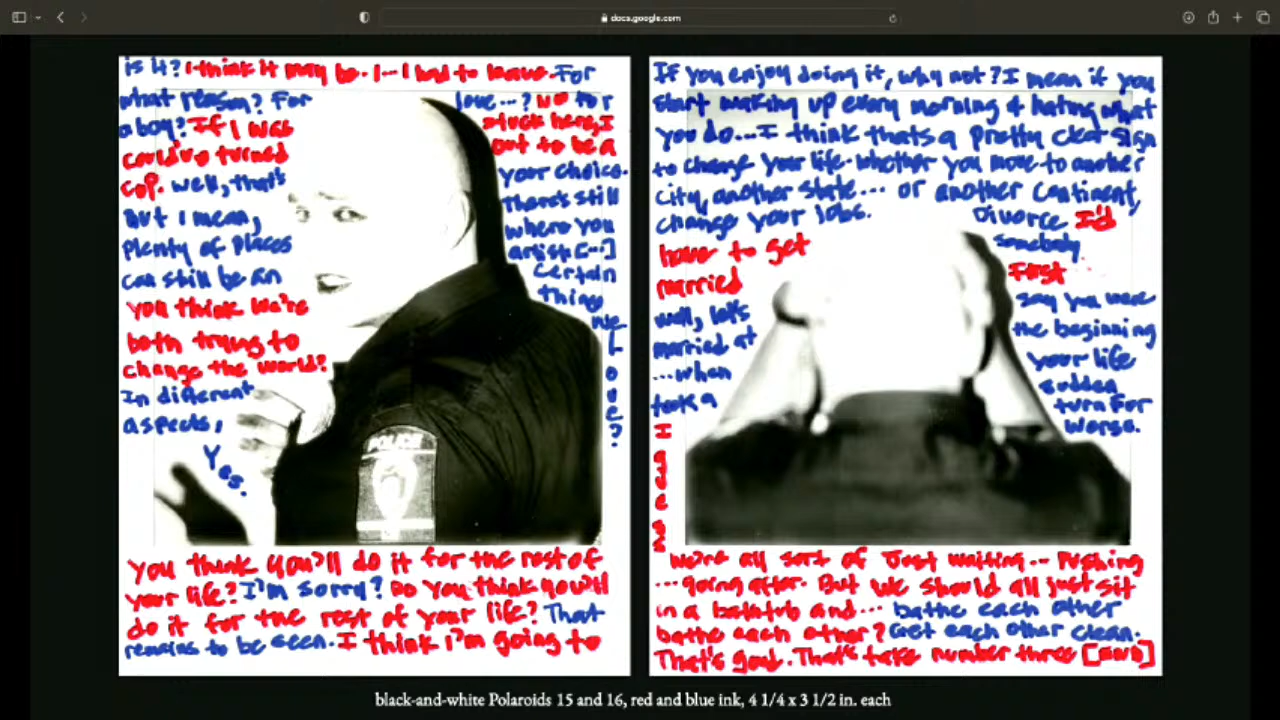 docs.google.com
is it? I think it may be. I-- I had to leave. For
what reason? For love...? No for
a boy? If I was stuck here, I
could've turned out to be a
cop. well, that's your choice.
But I mean, There's still
plenty of places where you
can still be an artist [...]
you think we're certain
both trying to thing
change the world? we love?
In different
aspects,
Yes.
POLICE
You think you'll do it for the rest of
your life? I'm sorry? Do you think you'll
do it for the rest of your life? That
remains to be seen. I think i'm going to
If you enjoy doing it, why not? I mean if you
start waking up every morning & hating what
you do... I think thats a pretty clear sign
to change your life. whether you move to another
city, another state... or another continent,
change your jobs. Divorce
somebody. I'd
have to get first
married
well, let's say you were
married at the beginning
...when your life
took a sudden
turn for
worse.
I mean
we're all sort of just waiting... Pushing
...going after. But we should all just sit
in a bathtub and... bathe each other
bathe each other? Get each other clean.
That's goal. That's take number three
black-and-white Polaroids 15 and 16, red and blue ink, 4 1/4 x 3 1/2 in. each